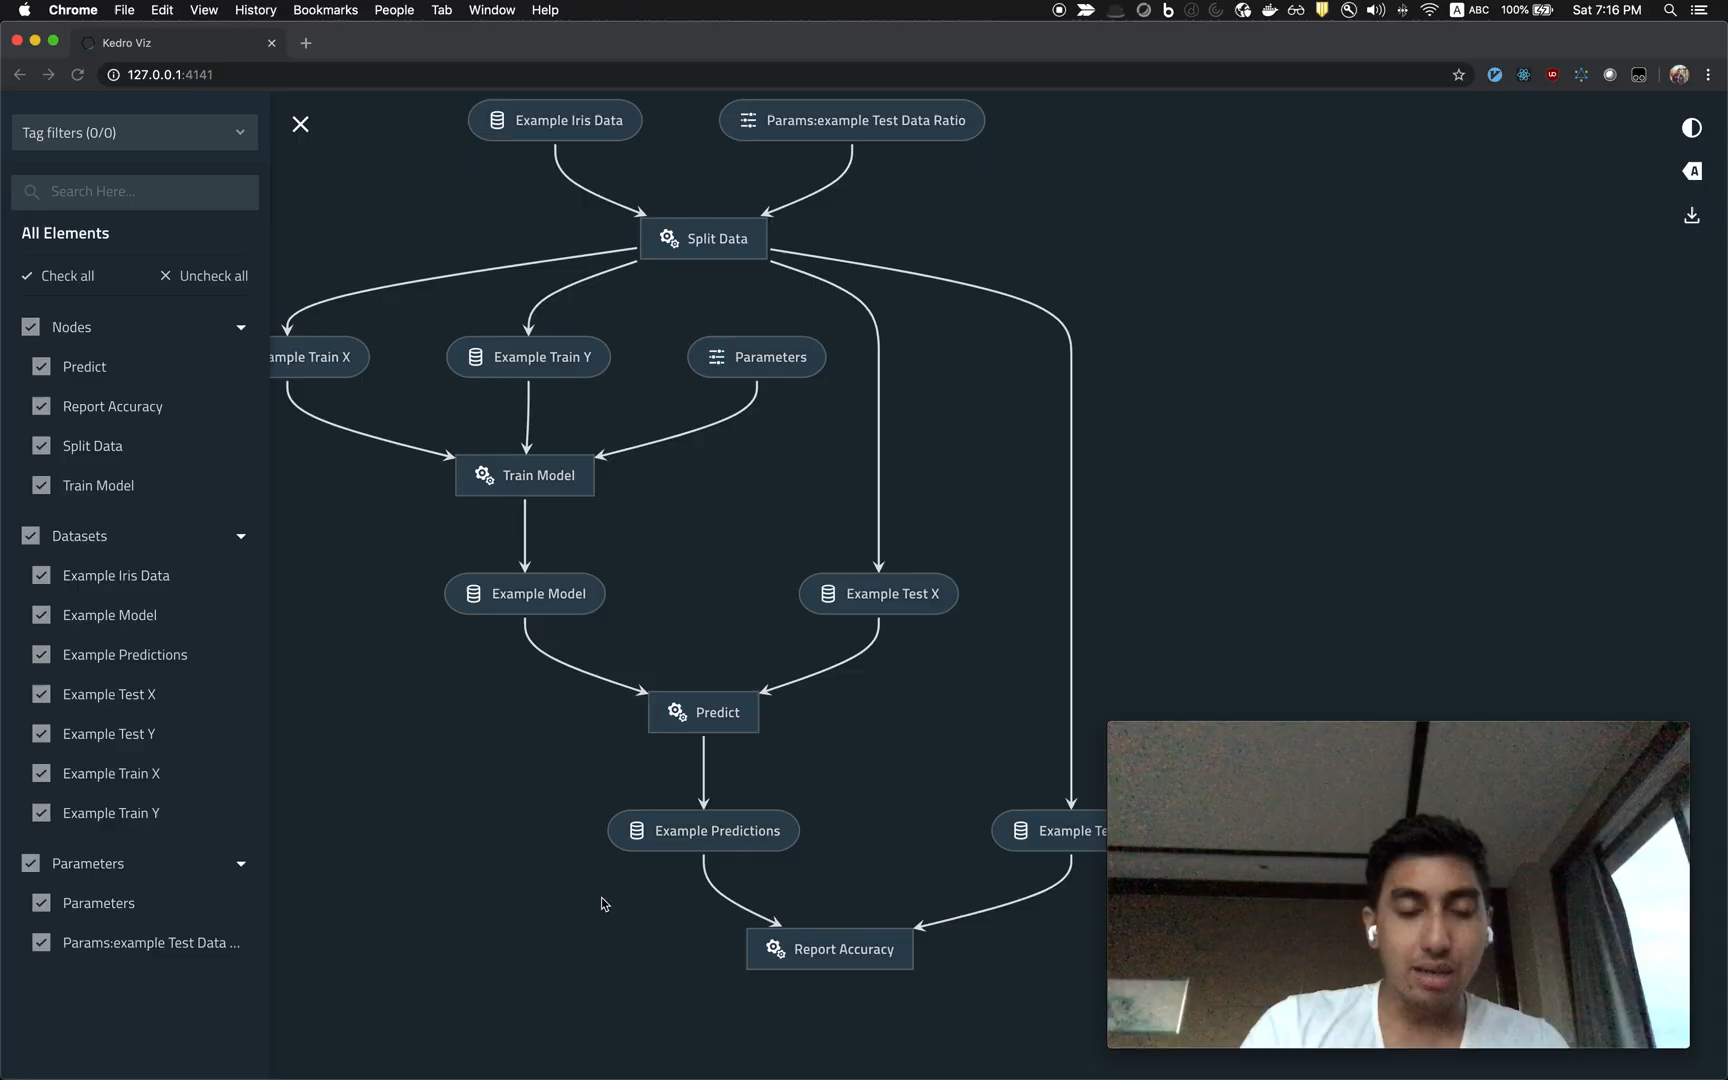 Chrome File Edit View History Bookmarks People Tab Window Help
A ABC 100% Sat 7:16 PM
Kedro Viz
127.0.0.1:4141
Tag filters (0/0)
Search Here...
All Elements
Check all Uncheck all
Nodes
Predict
Report Accuracy
Split Data
Train Model
Datasets
Example Iris Data
Example Model
Example Predictions
Example Test X
Example Test Y
Example Train X
Example Train Y
Parameters
Parameters
Params:example Test Data ...
Example Iris Data
Params:example Test Data Ratio
A
Split Data
ample Train X
Example Train Y
Parameters
Train Model
Example Model
Example Test X
Predict
Example Predictions
Example Te
Report Accuracy